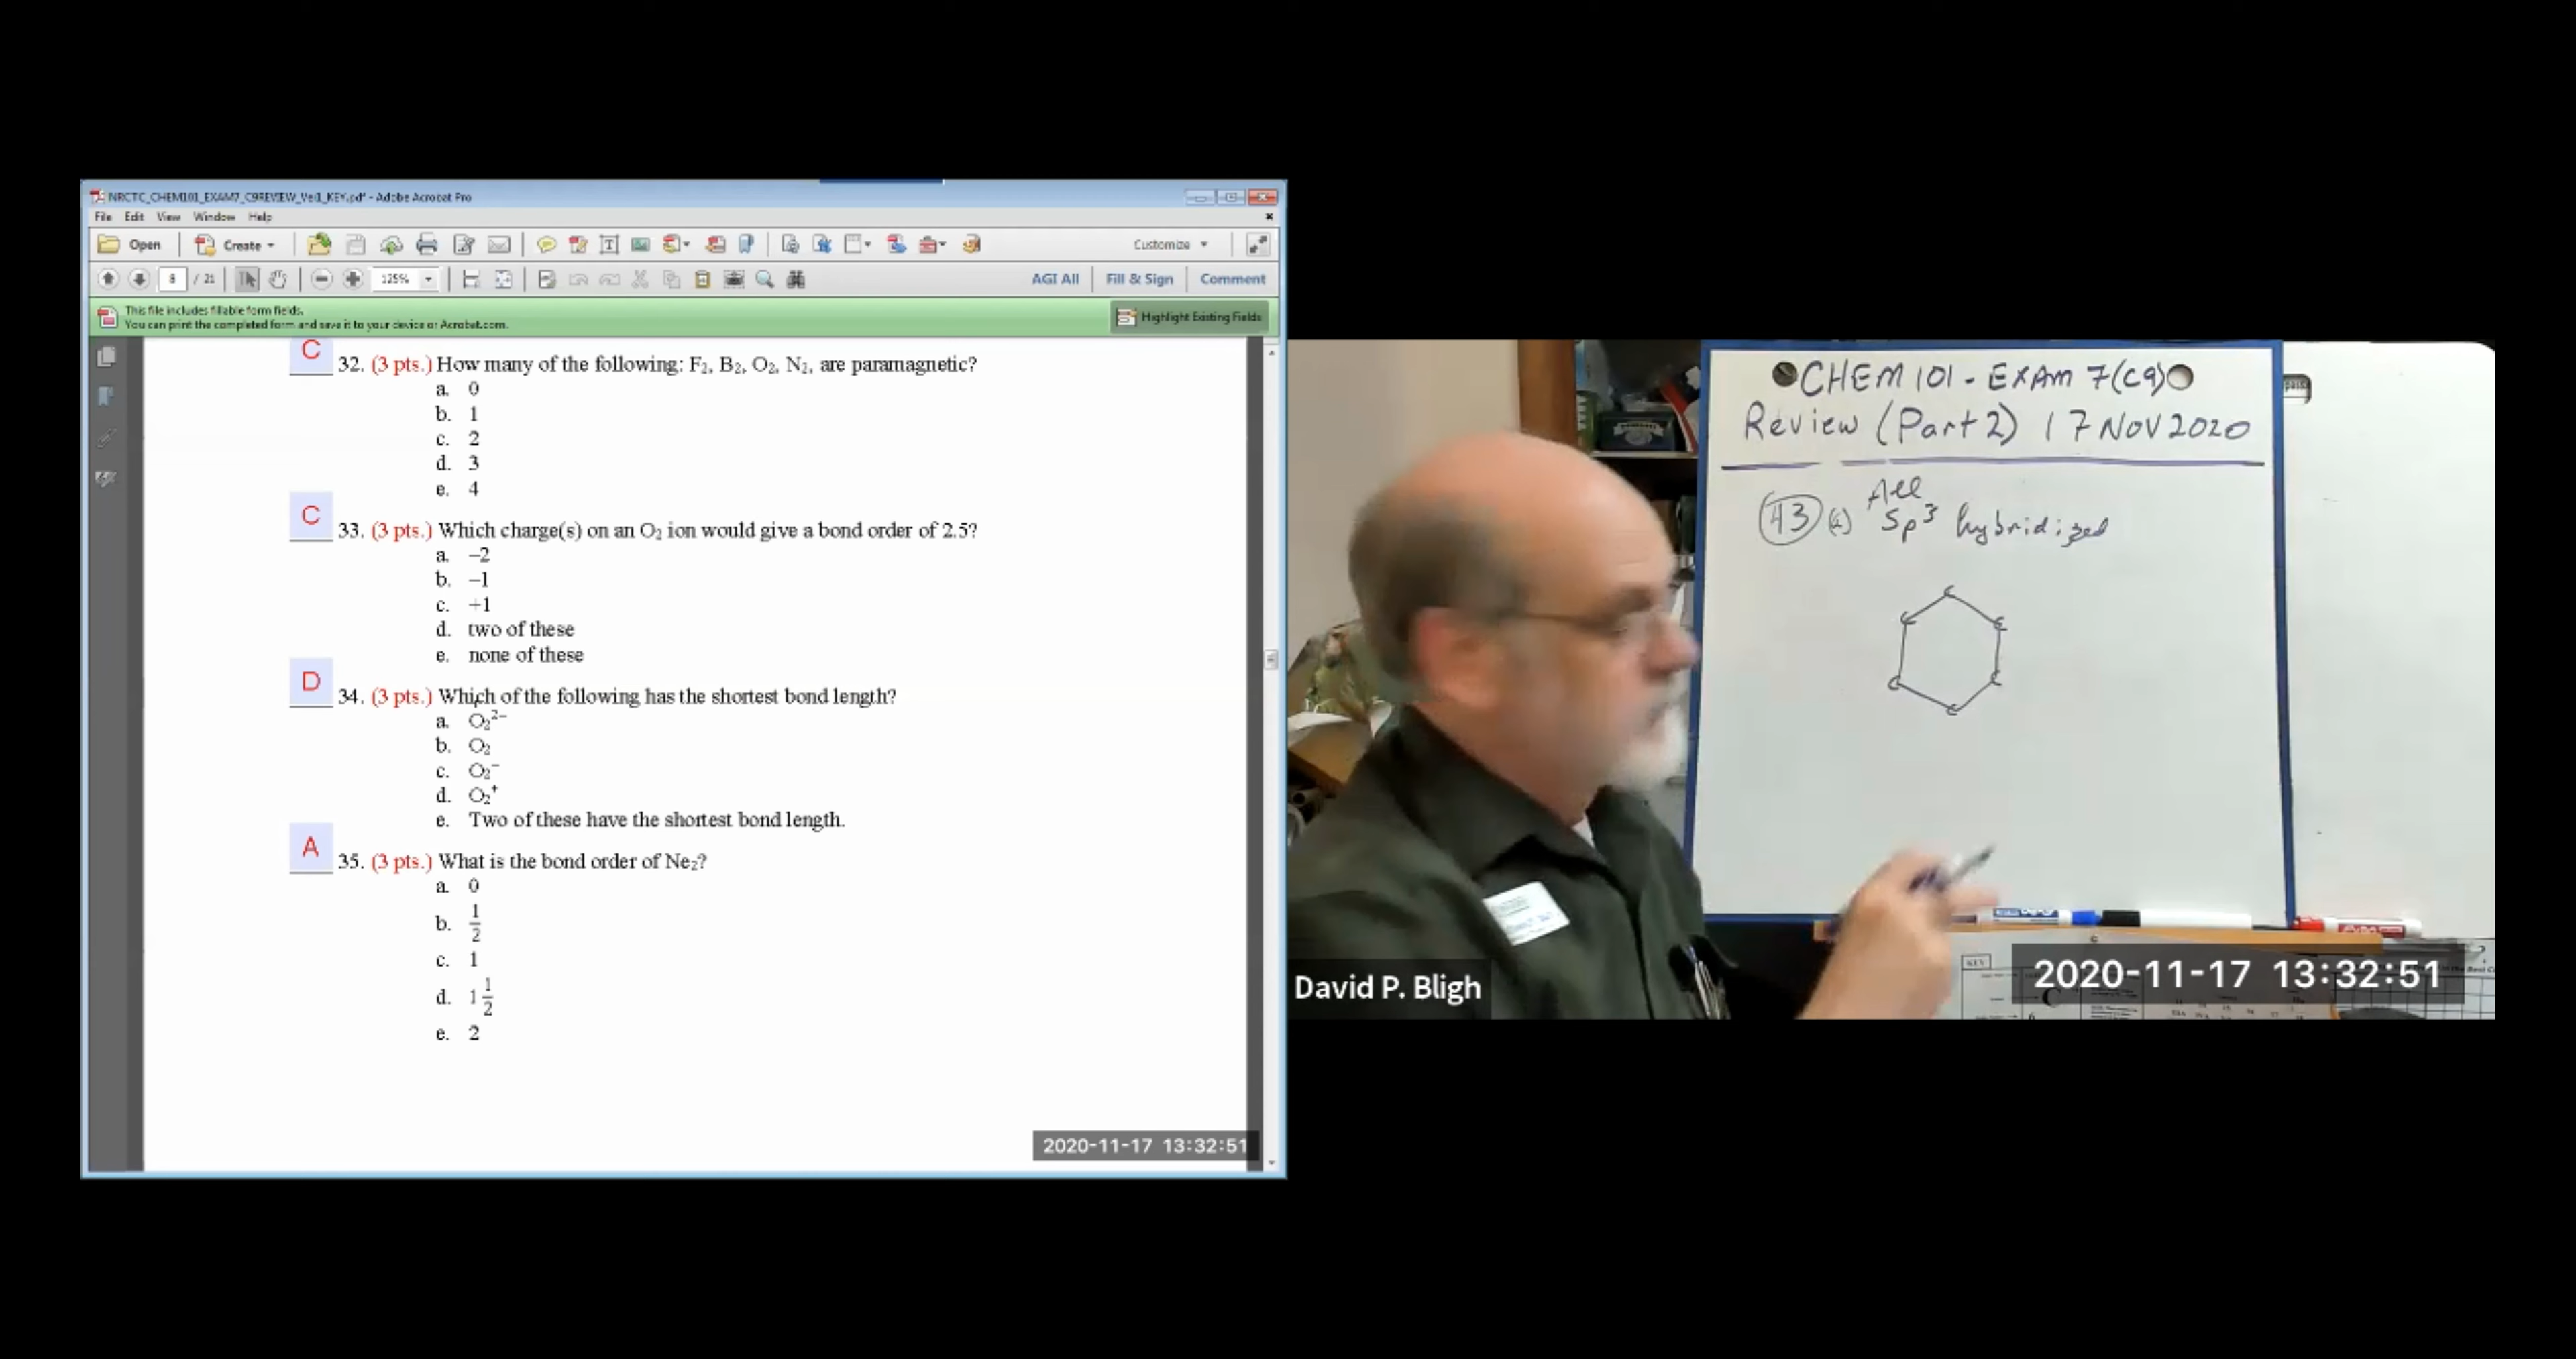 NRCTC_CHEM101_EXAM7_C9REVIEW_Ver1_KEY.pdf* - Adobe Acrobat Pro
File Edit View Window Help
Open Create Customize
8 / 21 125% AGI All Fill & Sign Comment
This file includes fillable form fields.
You can print the completed form and save it to your device or Acrobat.com.
Highlight Existing Fields
C 32. (3 pts.) How many of the following: F₂, B₂, O₂, N₂, are paramagnetic?
a. 0
b. 1
c. 2
d. 3
e. 4
C 33. (3 pts.) Which charge(s) on an O₂ ion would give a bond order of 2.5?
a. –2
b. –1
c. +1
d. two of these
e. none of these
D 34. (3 pts.) Which of the following has the shortest bond length?
a. O₂²⁻
b. O₂
c. O₂⁻
d. O₂⁺
e. Two of these have the shortest bond length.
A 35. (3 pts.) What is the bond order of Ne₂?
a. 0
b. 1/2
c. 1
d. 1 1/2
e. 2
2020-11-17 13:32:51
CHEM 101 - EXAM 7 (C9)
Review (Part 2) 17 NOV 2020
All
43 (a) Sp³ hybridized
C
C C
C C
C
David P. Bligh
KEY
2020-11-17 13:32:51